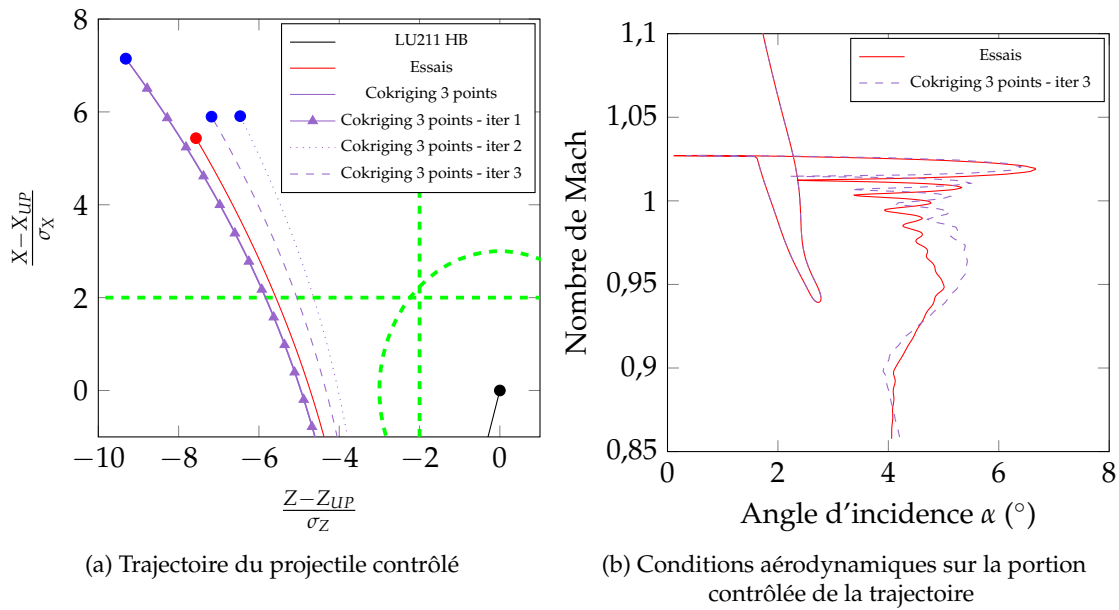 8
6
4
2
0
−10
−8
−6
−4
−2
0
X−X_UP
σ_X
Z−Z_UP
σ_Z
LU211 HB
Essais
Cokriging 3 points
Cokriging 3 points - iter 1
Cokriging 3 points - iter 2
Cokriging 3 points - iter 3
(a) Trajectoire du projectile contrôlé
1,1
1,05
1
0,95
0,9
0,85
0
2
4
6
8
Nombre de Mach
Angle d'incidence α (°)
Essais
Cokriging 3 points - iter 3
(b) Conditions aérodynamiques sur la portion
contrôlée de la trajectoire